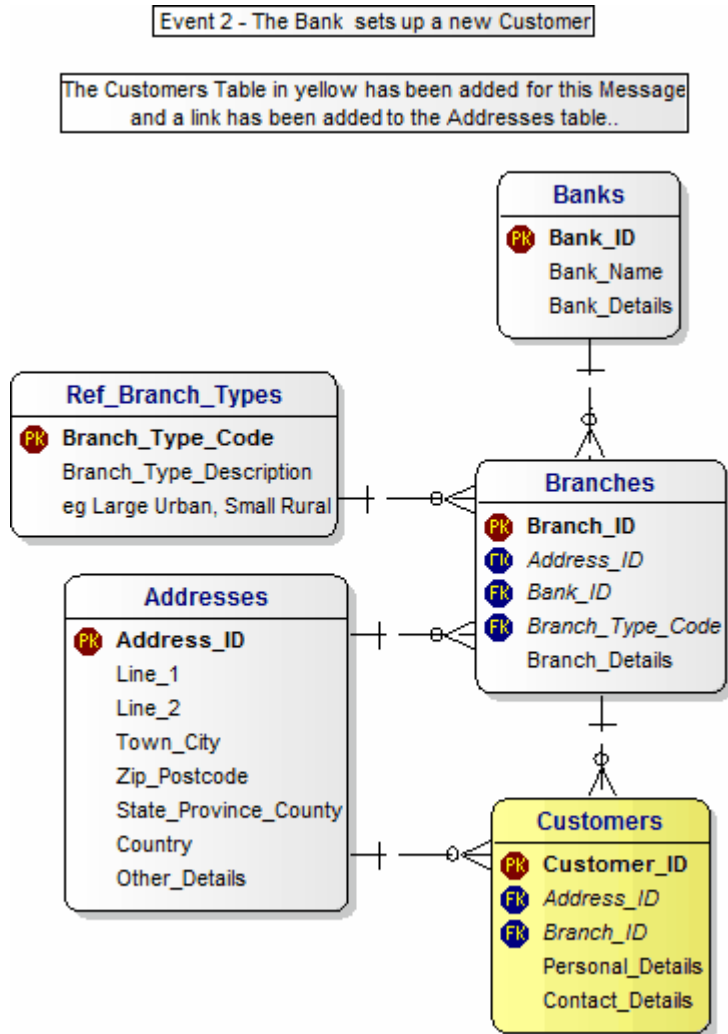 Event 2 - The Bank sets up a new Customer
The Customers Table in yellow has been added for this Message
and a link has been added to the Addresses table..
Banks
PK Bank_ID
Bank_Name
Bank_Details
Ref_Branch_Types
PK Branch_Type_Code
Branch_Type_Description
eg Large Urban, Small Rural
Branches
PK Branch_ID
FK Address_ID
FK Bank_ID
FK Branch_Type_Code
Branch_Details
Addresses
PK Address_ID
Line_1
Line_2
Town_City
Zip_Postcode
State_Province_County
Country
Other_Details
Customers
PK Customer_ID
FK Address_ID
FK Branch_ID
Personal_Details
Contact_Details